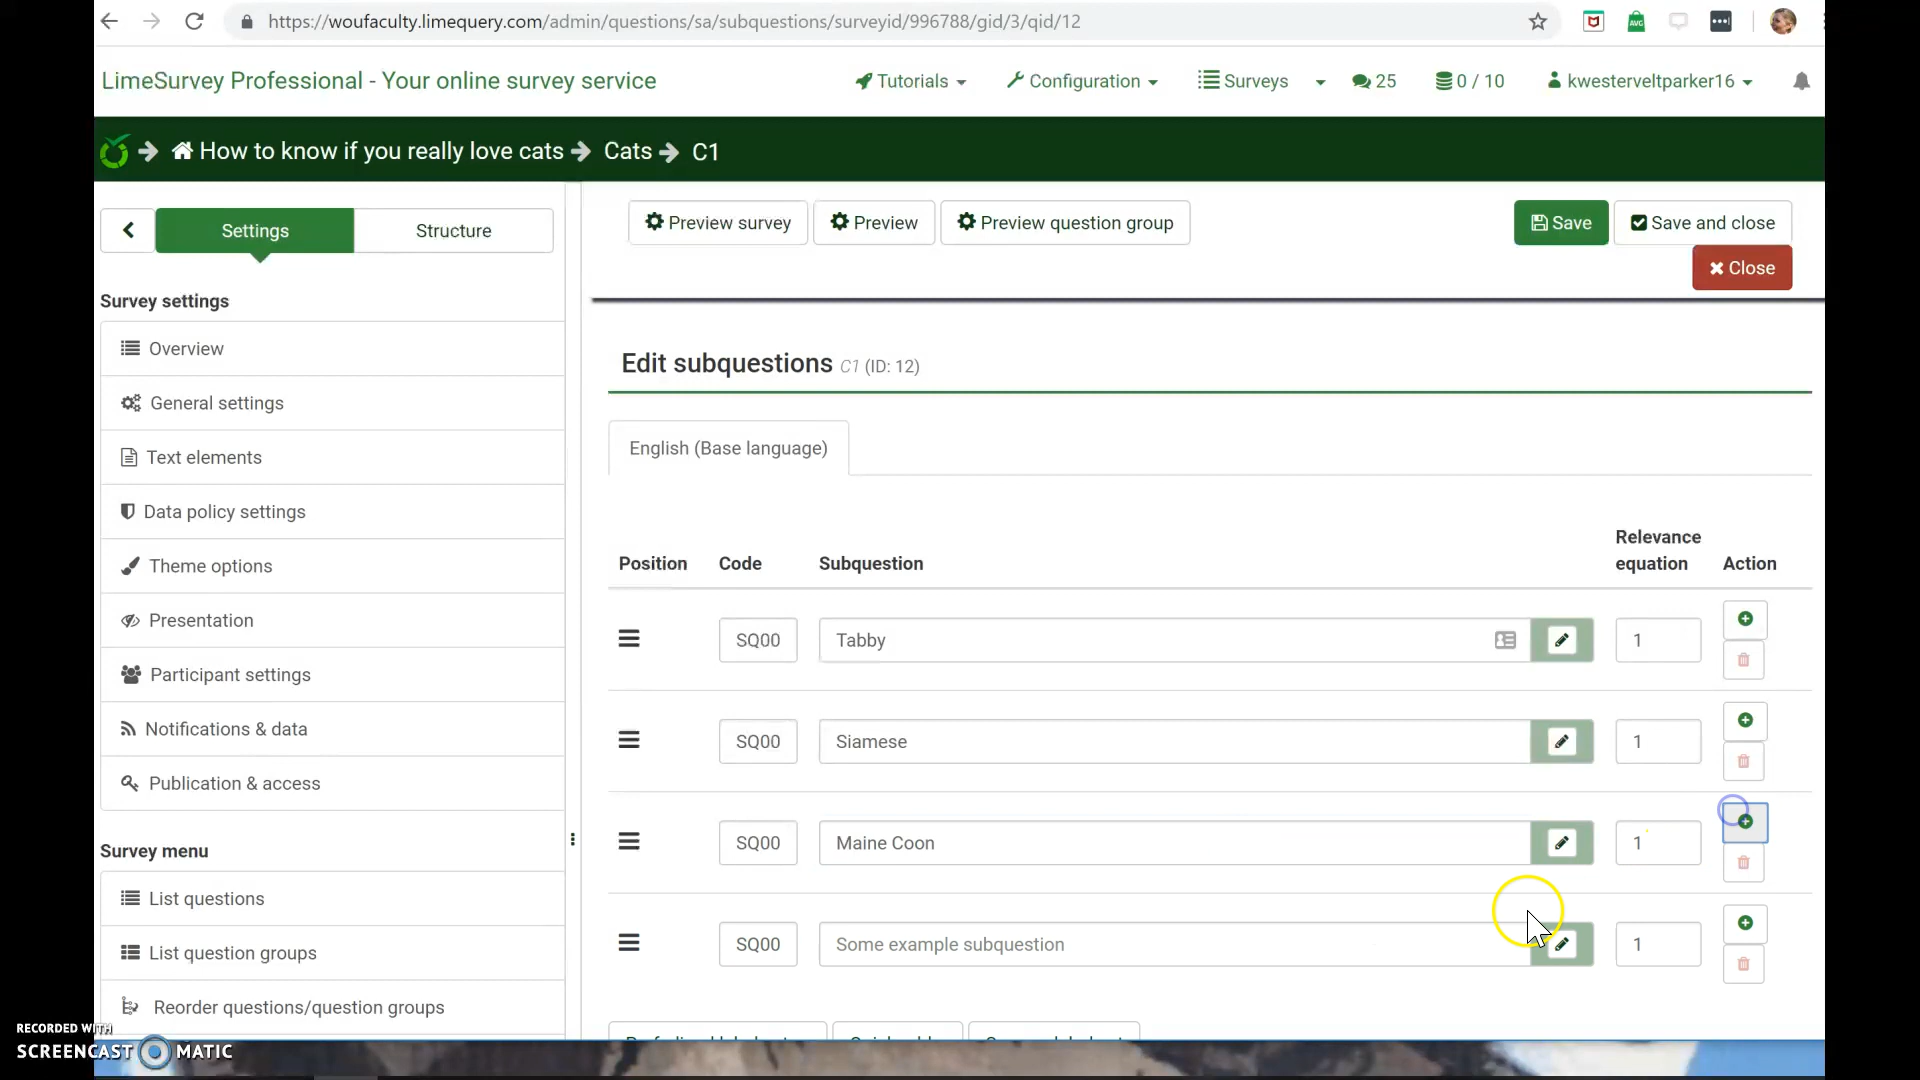 https://woufaculty.limequery.com/admin/questions/sa/subquestions/surveyid/996788/gid/3/qid/12
LimeSurvey Professional - Your online survey service
Tutorials
Configuration
Surveys
25
0 / 10
kwesterveltparker16
How to know if you really love cats
Cats
C1
Settings
Structure
Preview survey
Preview
Preview question group
Save
Save and close
Close
Survey settings
Overview
General settings
Text elements
Data policy settings
Theme options
Presentation
Participant settings
Notifications & data
Publication & access
Survey menu
List questions
List question groups
Reorder questions/question groups
Edit subquestions C1 (ID: 12)
English (Base language)
Position
Code
Subquestion
Relevance equation
Action
SQ00
Tabby
1
SQ00
Siamese
1
SQ00
Maine Coon
1
SQ00
Some example subquestion
1
RECORDED WITH
SCREENCAST MATIC